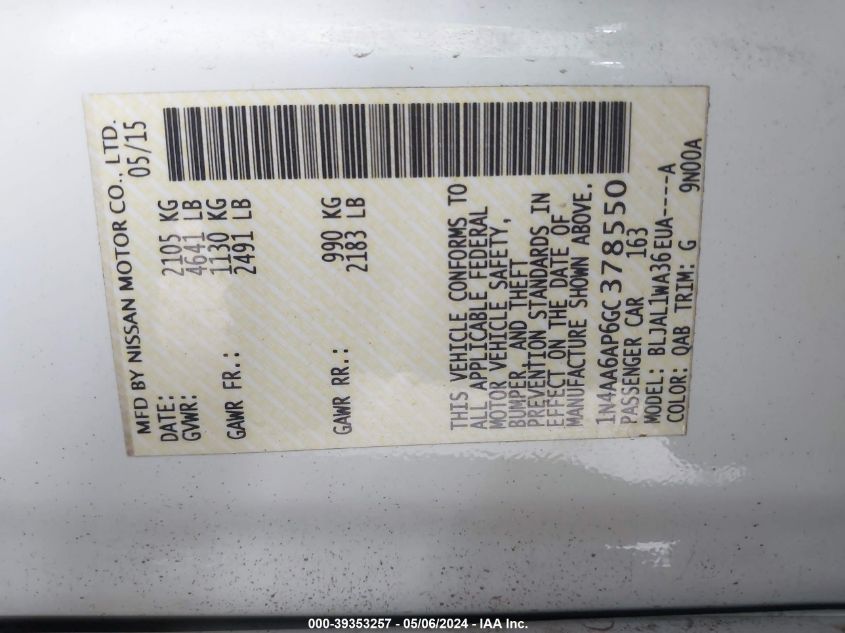 MFD BY NISSAN MOTOR CO., LTD.
DATE: 05/15
GVWR: 2105 KG
4641 LB
GAWR FR.: 1130 KG
2491 LB
GAWR RR.: 990 KG
2183 LB
THIS VEHICLE CONFORMS TO
ALL APPLICABLE FEDERAL
MOTOR VEHICLE SAFETY,
BUMPER, AND THEFT
PREVENTION STANDARDS IN
EFFECT ON THE DATE OF
MANUFACTURE SHOWN ABOVE.
1N4AA6AP6GC378550
PASSENGER CAR 163
MODEL: BLJAL1WA36EUA----A
COLOR: QAB TRIM: G 9N00A
000-39353257 - 05/06/2024 - IAA Inc.